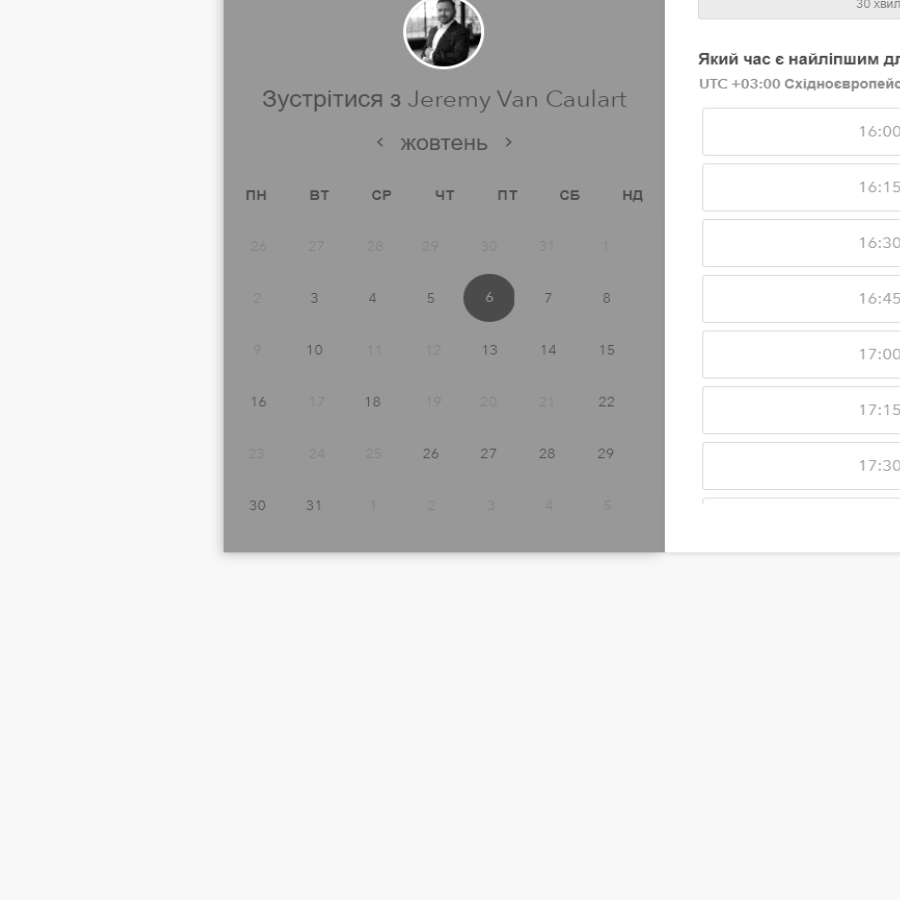 Зустрітися з Jeremy Van Caulart
‹ жовтень ›
ПН ВТ СР ЧТ ПТ СБ НД
26 27 28 29 30 31 1
2 3 4 5 6 7 8
9 10 11 12 13 14 15
16 17 18 19 20 21 22
23 24 25 26 27 28 29
30 31 1 2 3 4 5
30 хвил
Який час є найліпшим дл
UTC +03:00 Східноєвропейс
16:00
16:15
16:30
16:45
17:00
17:15
17:30